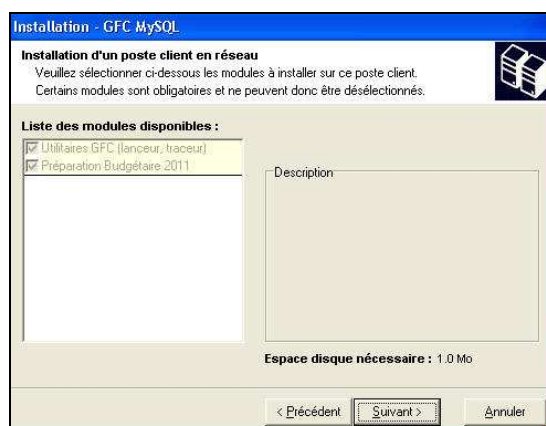 Installation - GFC MySQL
Installation d'un poste client en réseau
Veuillez sélectionner ci-dessous les modules à installer sur ce poste client.
Certains modules sont obligatoires et ne peuvent donc être désélectionnés.
Liste des modules disponibles :
Utilitaires GFC (lanceur, traceur)
Préparation Budgétaire 2011
Description
Espace disque nécessaire : 1.0 Mo
< Précédent
Suivant >
Annuler